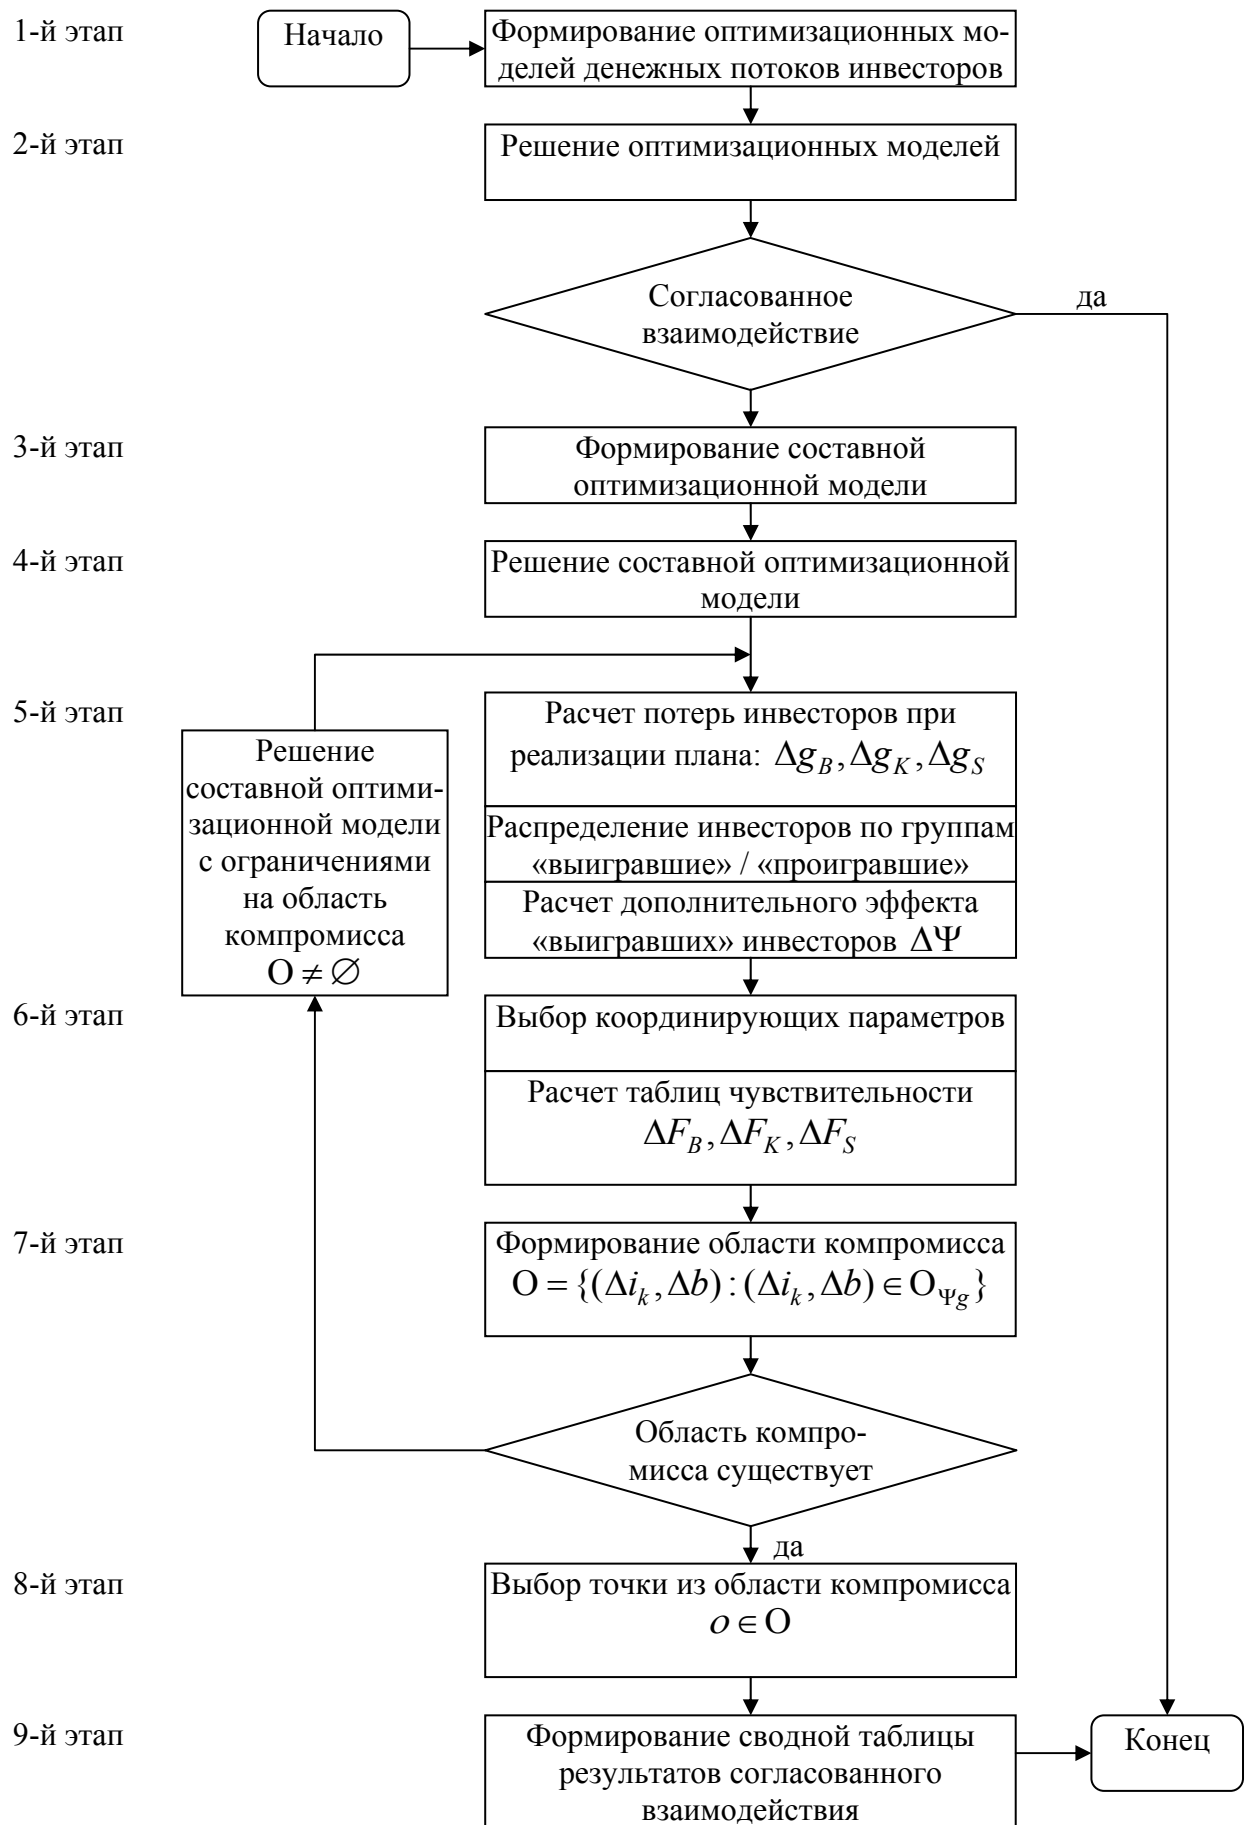 1-й этап
Начало
Формирование оптимизационных мо-
делей денежных потоков инвесторов
2-й этап
Решение оптимизационных моделей
Согласованное
взаимодействие
да
3-й этап
Формирование составной
оптимизационной модели
4-й этап
Решение составной оптимизационной
модели
5-й этап
Расчет потерь инвесторов при
реализации плана: Δg_B, Δg_K, Δg_S
Распределение инвесторов по группам
«выигравшие» / «проигравшие»
Расчет дополнительного эффекта
«выигравших» инвесторов ΔΨ
Решение
составной оптими-
зационной модели
с ограничениями
на область
компромисса
O ≠ ∅
6-й этап
Выбор координирующих параметров
Расчет таблиц чувствительности
ΔF_B, ΔF_K, ΔF_S
7-й этап
Формирование области компромисса
O = {(Δi_k, Δb) : (Δi_k, Δb) ∈ O_Ψg}
Область компро-
мисса существует
да
8-й этап
Выбор точки из области компромисса
o ∈ O
9-й этап
Формирование сводной таблицы
результатов согласованного
взаимодействия
Конец